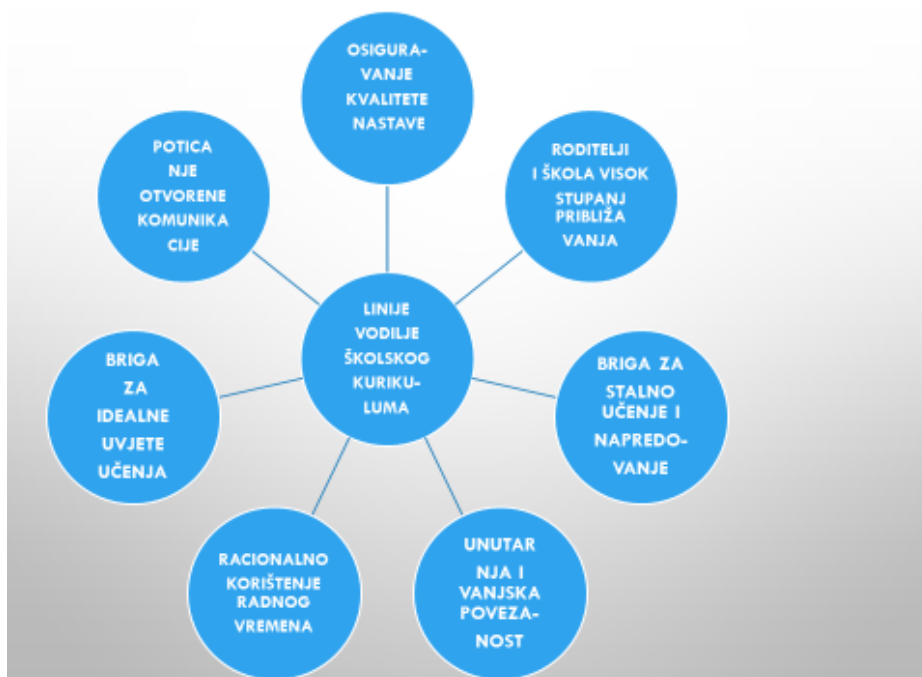 OSIGURA-
VANJE
KVALITETE
NASTAVE
RODITELJI
I ŠKOLA VISOK
STUPANJ
PRIBLIŽA
VANJA
BRIGA ZA
STALNO
UČENJE I
NAPREDO-
VANJE
UNUTAR
NJA I
VANJSKA
POVEZA-
NOST
RACIONALNO
KORIŠTENJE
RADNOG
VREMENA
BRIGA
ZA
IDEALNE
UVJETE
UČENJA
POTICA
NJE
OTVORENE
KOMUNIKA
CIJE
LINIJE
VODILJE
ŠKOLSKOG
KURIKU-
LUMA